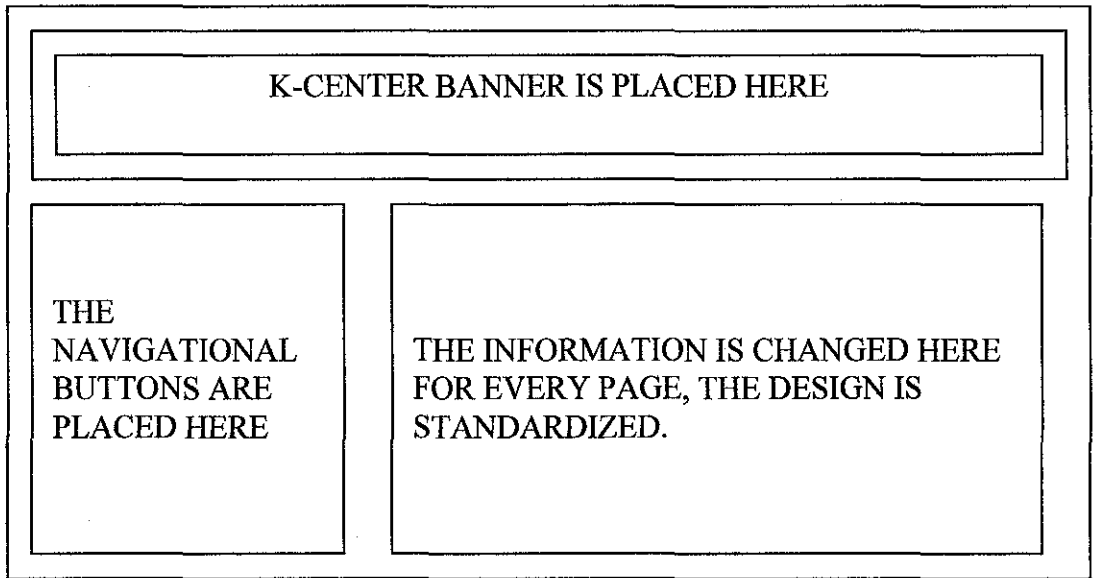 K-CENTER BANNER IS PLACED HERE
THE
NAVIGATIONAL
BUTTONS ARE
PLACED HERE
THE INFORMATION IS CHANGED HERE
FOR EVERY PAGE, THE DESIGN IS
STANDARDIZED.